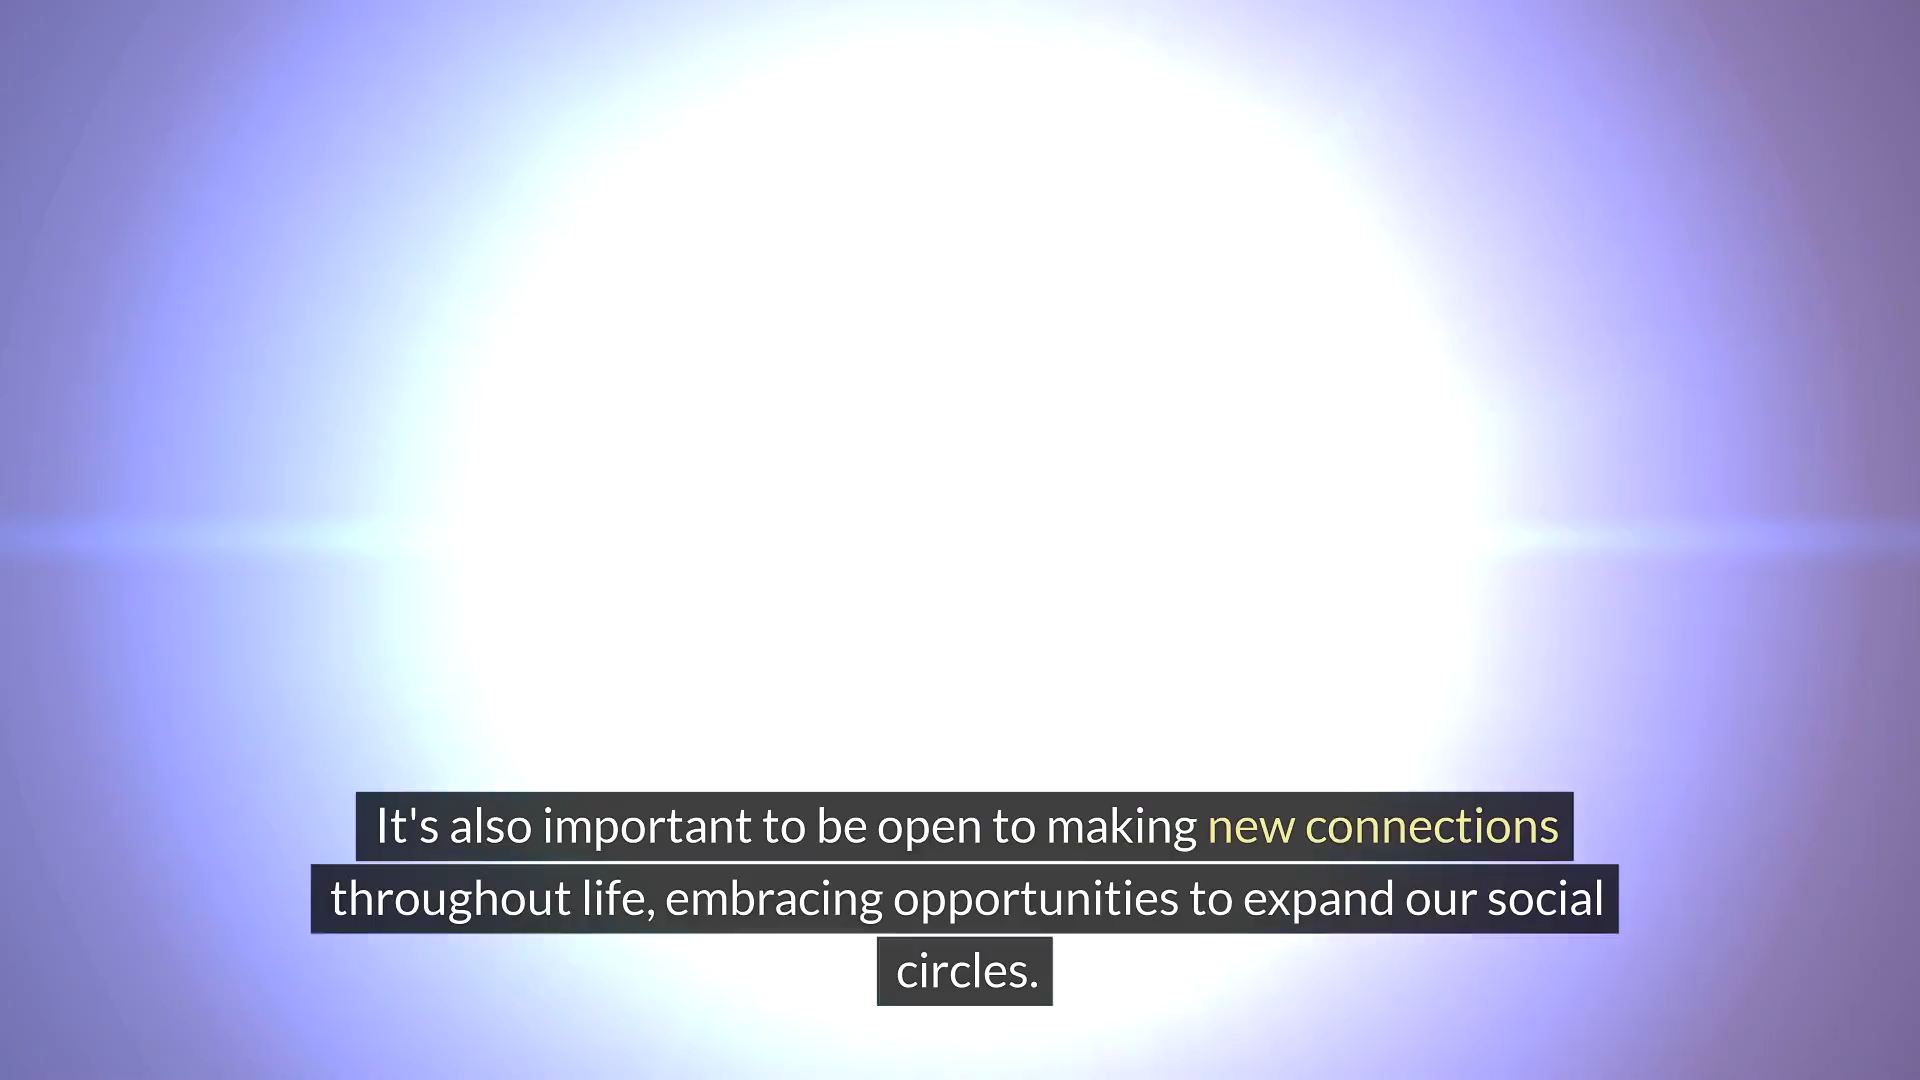 It's also important to be open to making new connections
throughout life, embracing opportunities to expand our social
circles.